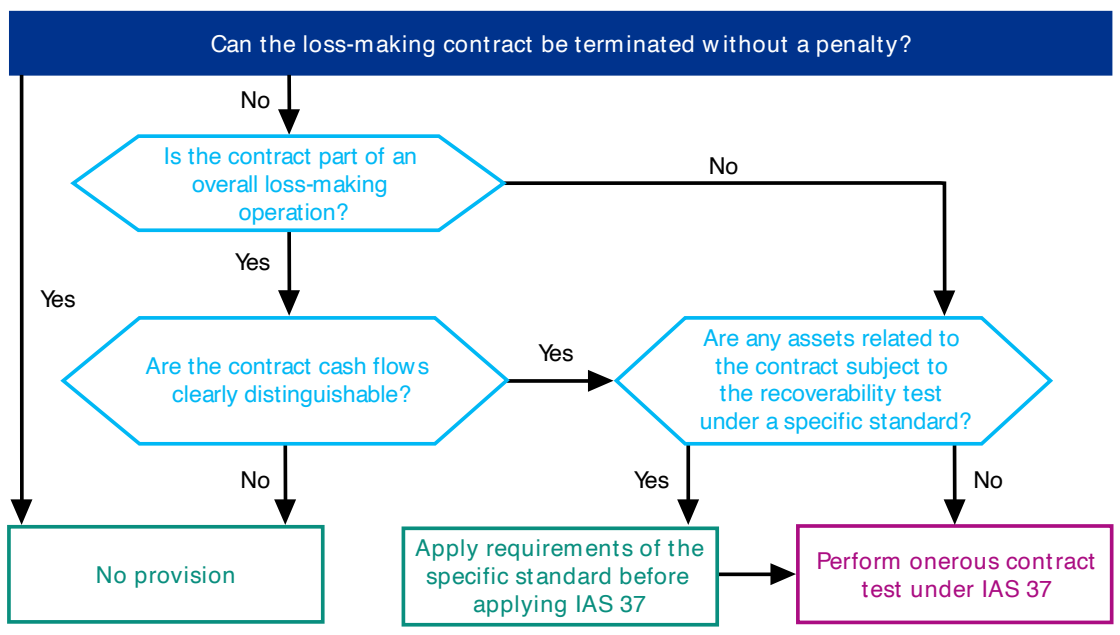 Can the loss-making contract be terminated without a penalty?
No
Is the contract part of an
overall loss-making
operation?
No
Yes
Yes
Are the contract cash flows
clearly distinguishable?
Yes
Are any assets related to
the contract subject to
the recoverability test
under a specific standard?
No
Yes
No
No provision
Apply requirements of the
specific standard before
applying IAS 37
Perform onerous contract
test under IAS 37